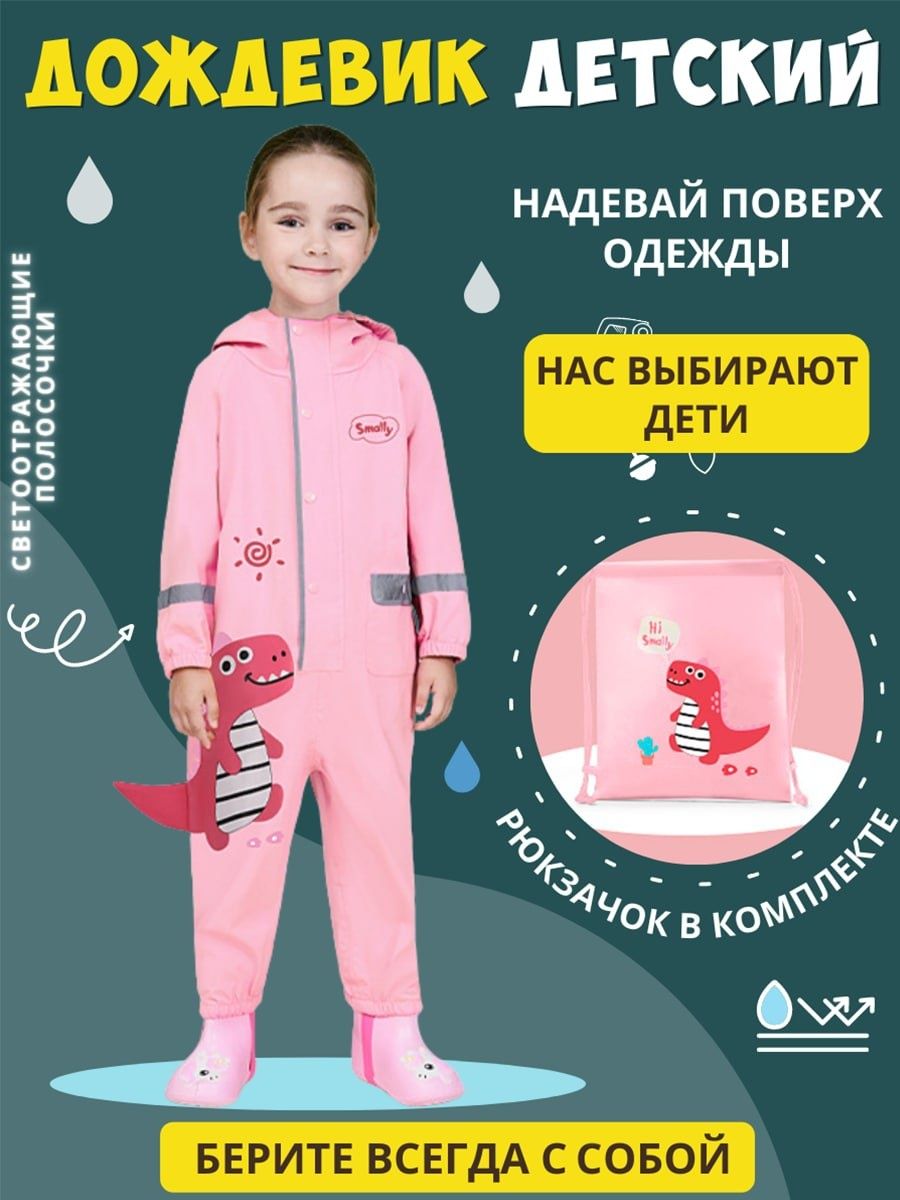 ДОЖДЕВИК ДЕТСКИЙ
НАДЕВАЙ ПОВЕРХ
ОДЕЖДЫ
СВЕТООТРАЖАЮЩИЕ
ПОЛОСОЧКИ
НАС ВЫБИРАЮТ
ДЕТИ
Smally
Hi
Smally
РЮКЗАЧОК В КОМПЛЕКТЕ
БЕРИТЕ ВСЕГДА С СОБОЙ